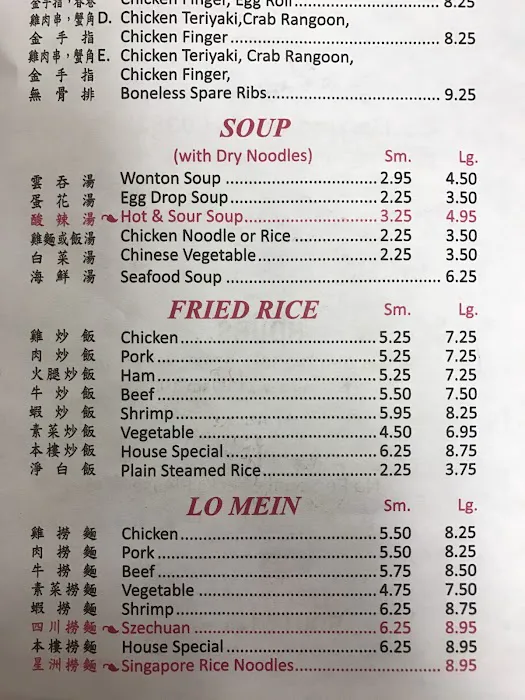 金手指,春卷 Chicken Finger, Egg Roll 8.25
雞肉串,蟹角 D. Chicken Teriyaki,Crab Rangoon,
金手指 Chicken Finger 8.25
雞肉串,蟹角 E. Chicken Teriyaki, Crab Rangoon,
金手指 Chicken Finger,
無骨排 Boneless Spare Ribs 9.25
SOUP
(with Dry Noodles) Sm. Lg.
雲吞湯 Wonton Soup 2.95 4.50
蛋花湯 Egg Drop Soup 2.25 3.50
酸辣湯 Hot & Sour Soup 3.25 4.95
雞麵或飯湯 Chicken Noodle or Rice 2.25 3.50
白菜湯 Chinese Vegetable 2.25 3.50
海鮮湯 Seafood Soup 6.25
FRIED RICE Sm. Lg.
雞炒飯 Chicken 5.25 7.25
肉炒飯 Pork 5.25 7.25
火腿炒飯 Ham 5.25 7.25
牛炒飯 Beef 5.50 7.50
蝦炒飯 Shrimp 5.95 8.25
素菜炒飯 Vegetable 4.50 6.95
本樓炒飯 House Special 6.25 8.75
淨白飯 Plain Steamed Rice 2.25 3.75
LO MEIN Sm. Lg.
雞撈麵 Chicken 5.50 8.25
肉撈麵 Pork 5.50 8.25
牛撈麵 Beef 5.75 8.50
素菜撈麵 Vegetable 4.75 7.50
蝦撈麵 Shrimp 6.25 8.75
四川撈麵 Szechuan 6.25 8.95
本樓撈麵 House Special 6.25 8.95
星洲撈麵 Singapore Rice Noodles 8.95